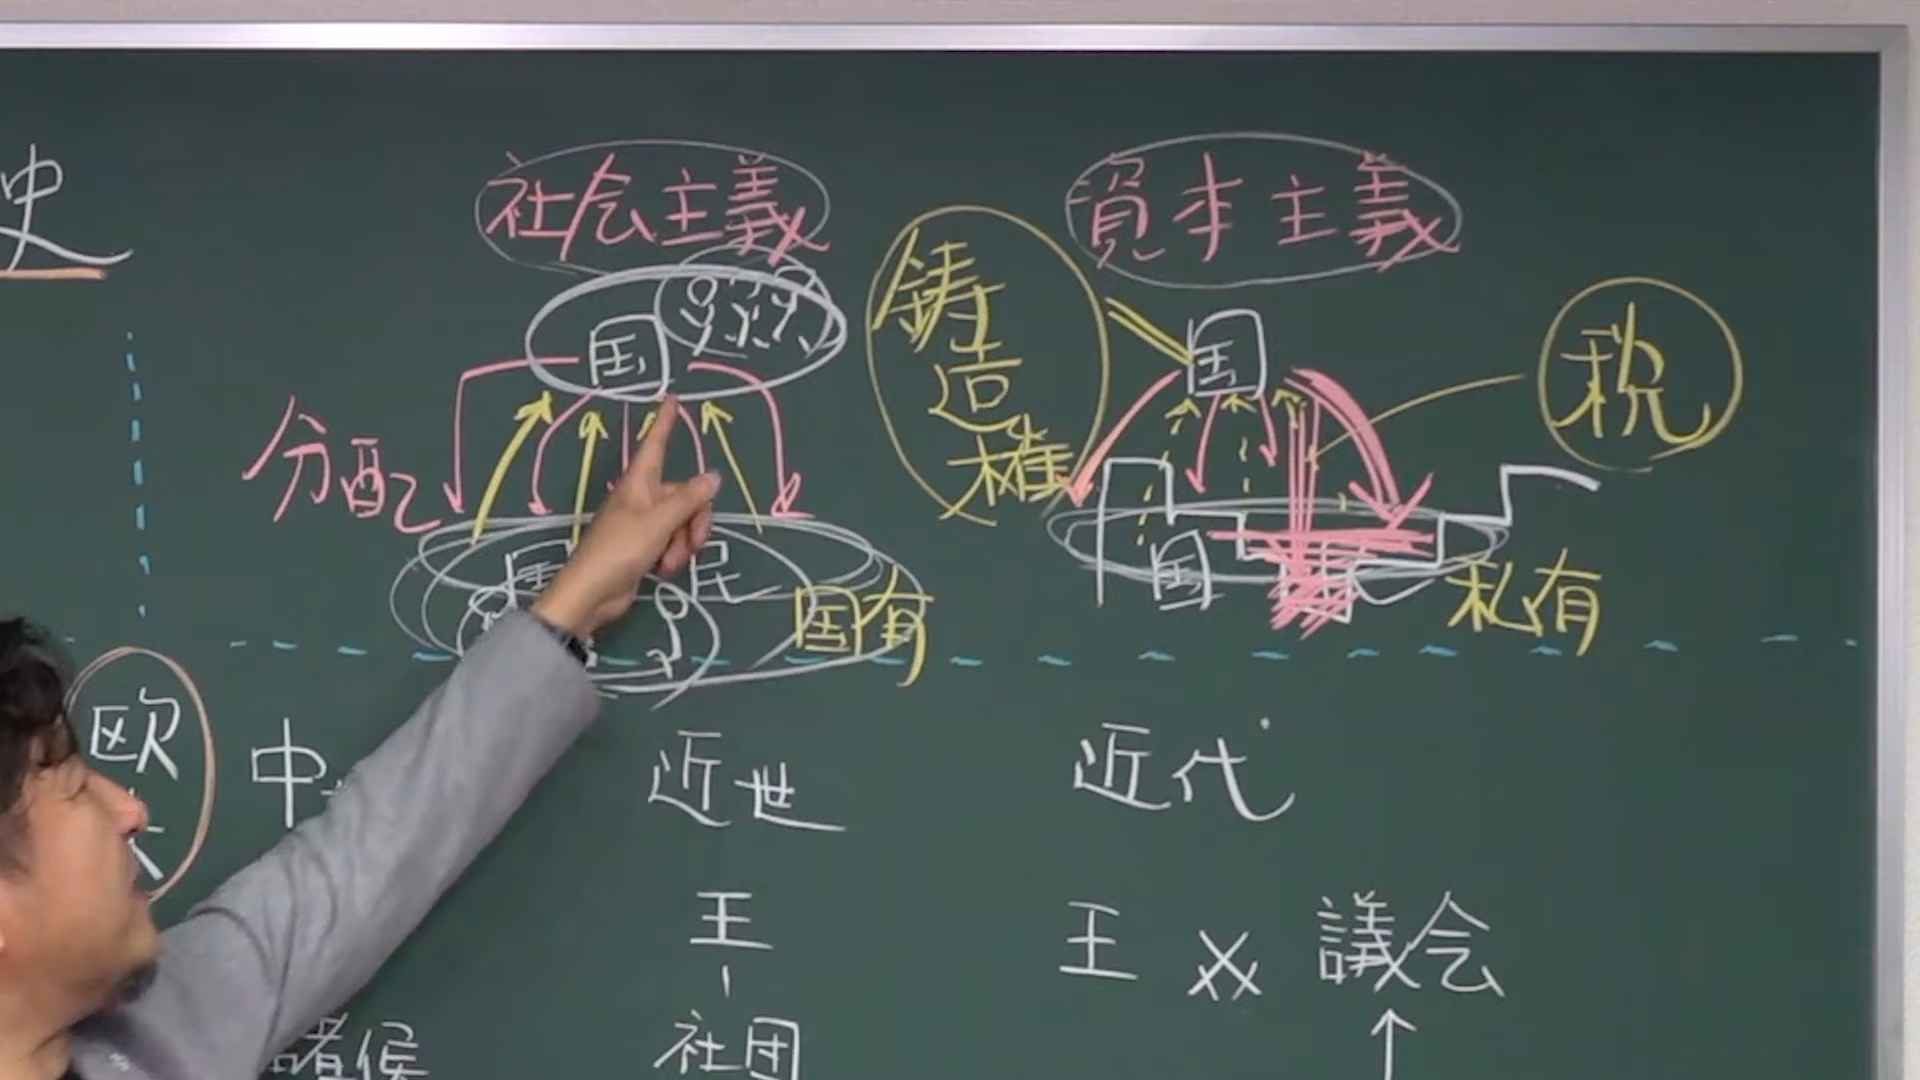 史
社会主義
資本主義
鋳造権
国
国
税
分配
民
国有
国
私有
欧
中
近世
近代
王
王
議会
諸侯
社団